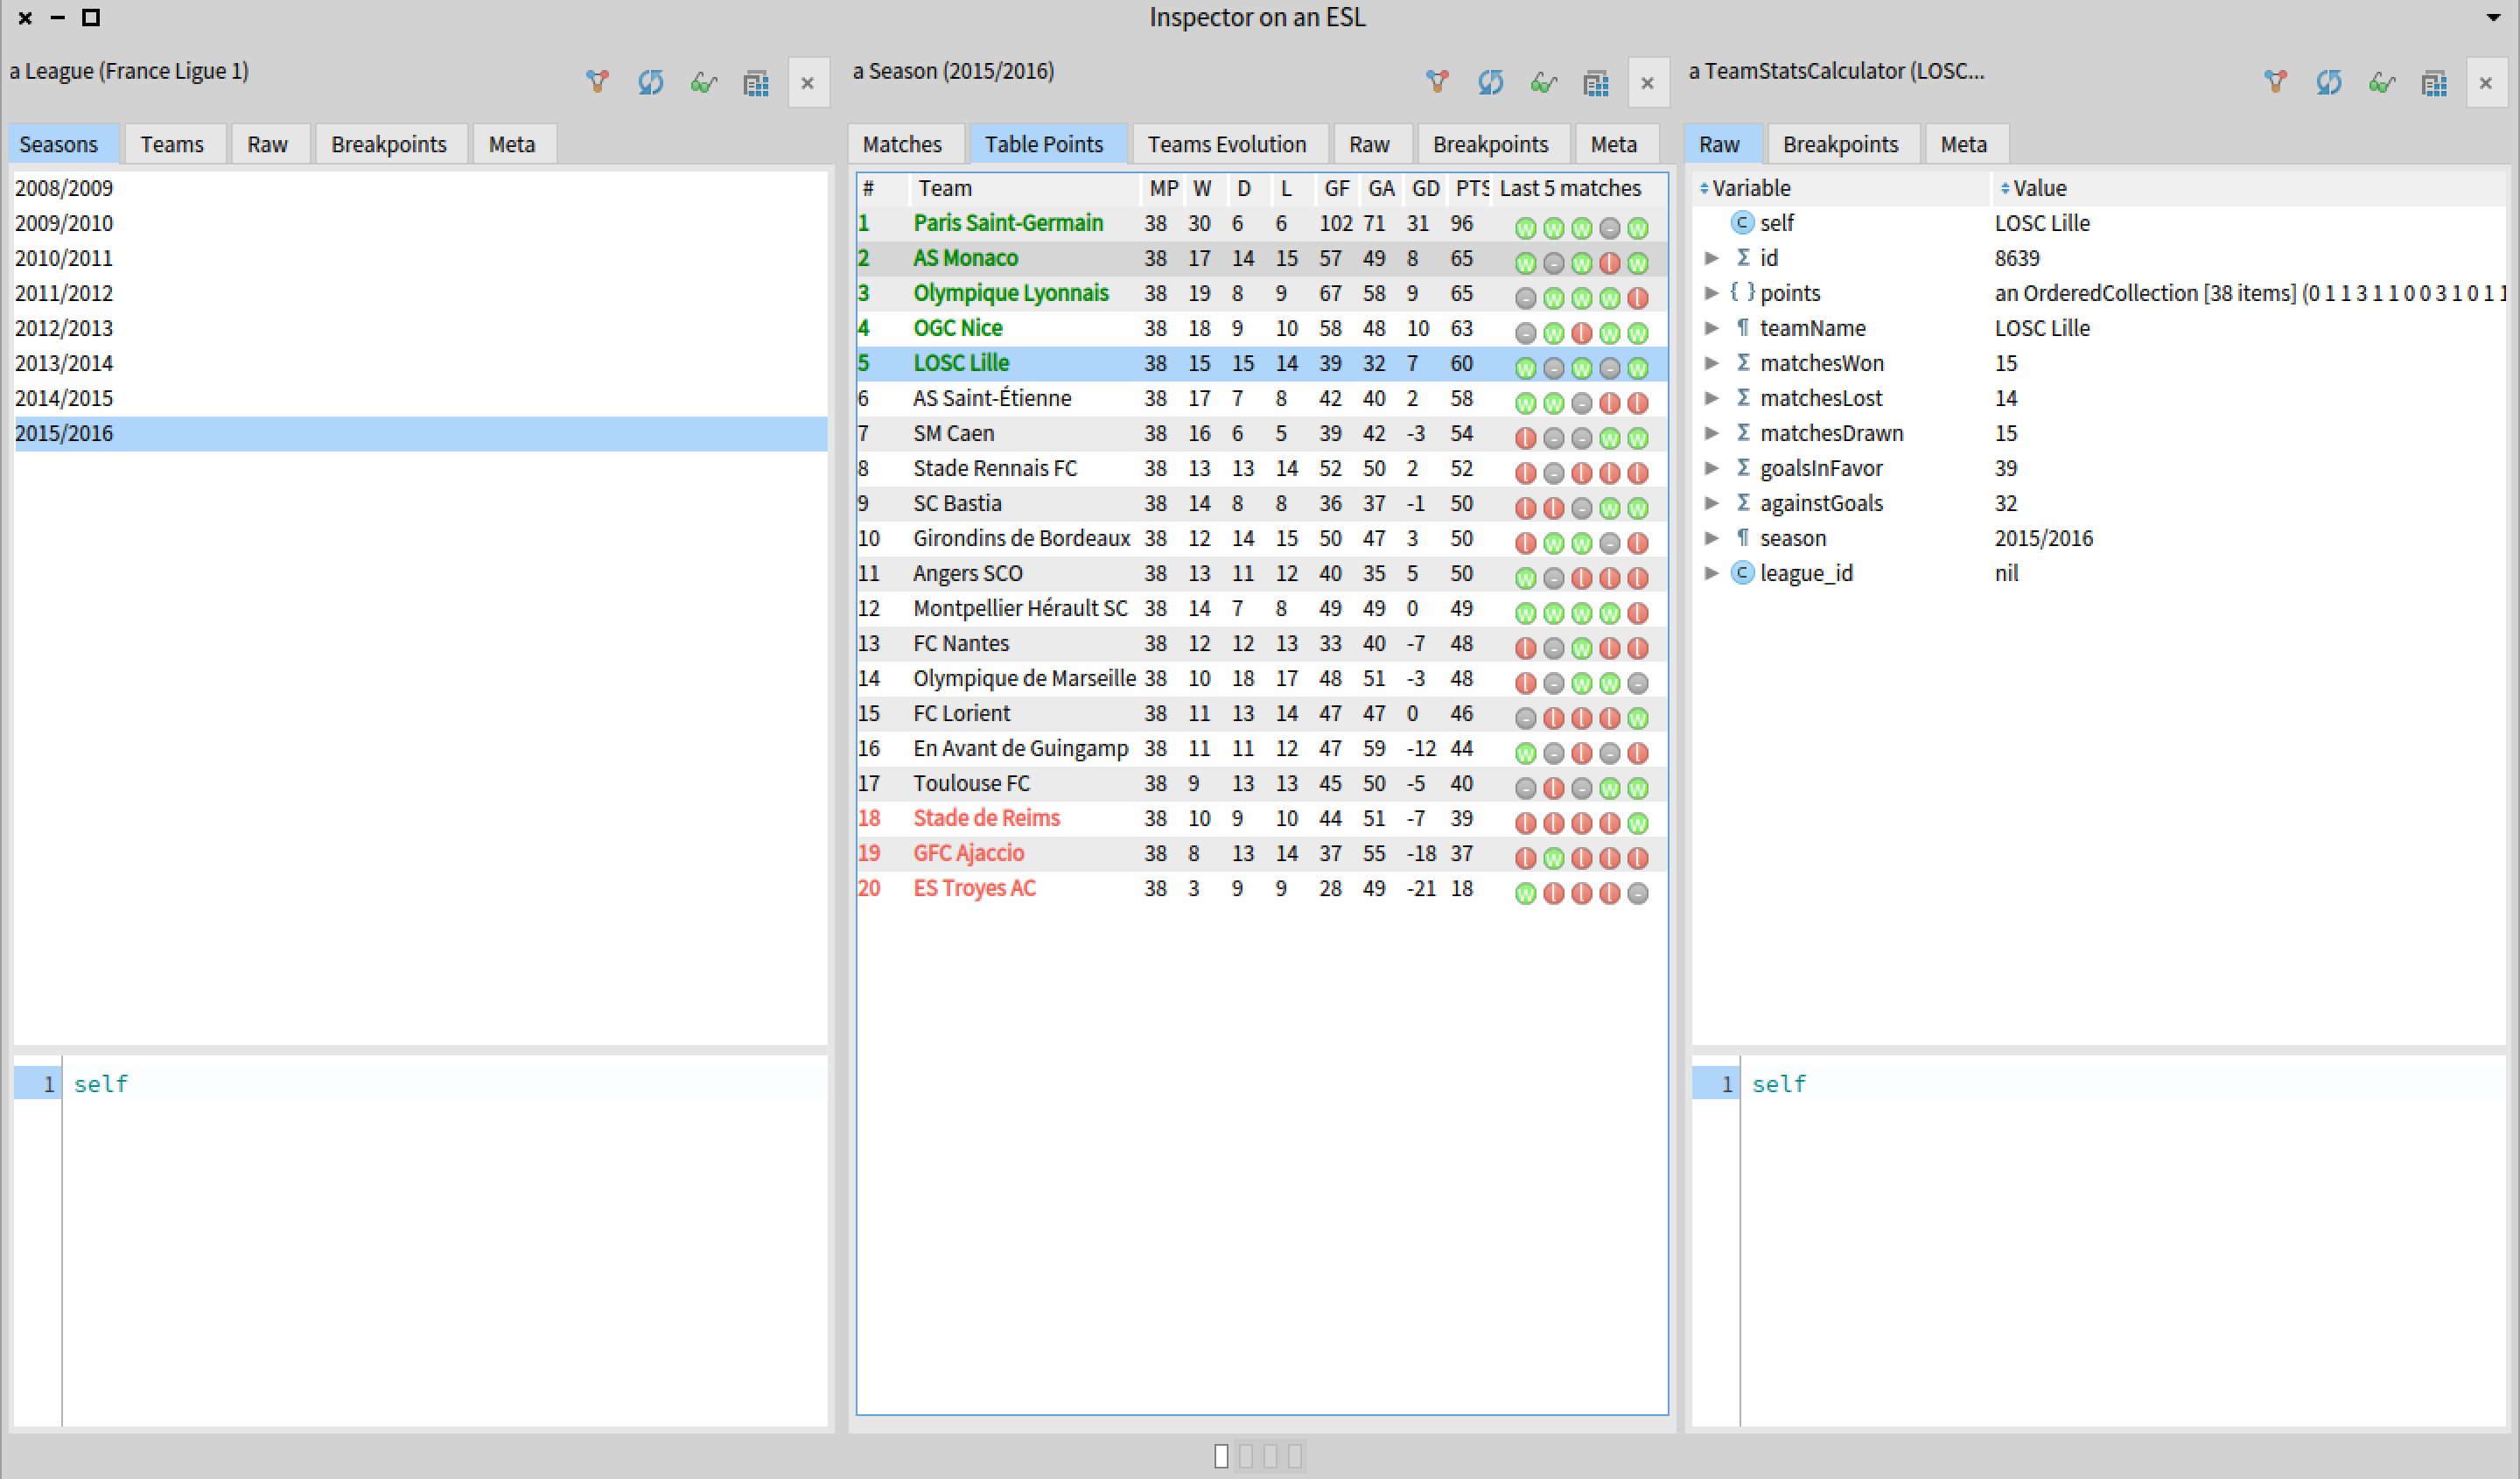 Inspector on an ESL
a League (France Ligue 1)
Seasons Teams Raw Breakpoints Meta
2008/2009
2009/2010
2010/2011
2011/2012
2012/2013
2013/2014
2014/2015
2015/2016
1 self
a Season (2015/2016)
Matches Table Points Teams Evolution Raw Breakpoints Meta
# Team MP W D L GF GA GD PTS Last 5 matches
1 Paris Saint-Germain 38 30 6 6 102 71 31 96 W W W - W
2 AS Monaco 38 17 14 15 57 49 8 65 W - W L W
3 Olympique Lyonnais 38 19 8 9 67 58 9 65 - W W W L
4 OGC Nice 38 18 9 10 58 48 10 63 - W L W W
5 LOSC Lille 38 15 15 14 39 32 7 60 W - W - W
6 AS Saint-Étienne 38 17 7 8 42 40 2 58 W W - L L
7 SM Caen 38 16 6 5 39 42 -3 54 L - - W W
8 Stade Rennais FC 38 13 13 14 52 50 2 52 L - L L L
9 SC Bastia 38 14 8 8 36 37 -1 50 L L - W W
10 Girondins de Bordeaux 38 12 14 15 50 47 3 50 L W W - L
11 Angers SCO 38 13 11 12 40 35 5 50 W - L L L
12 Montpellier Hérault SC 38 14 7 8 49 49 0 49 W W W W L
13 FC Nantes 38 12 12 13 33 40 -7 48 L - W L L
14 Olympique de Marseille 38 10 18 17 48 51 -3 48 L - W W -
15 FC Lorient 38 11 13 14 47 47 0 46 - L L L W
16 En Avant de Guingamp 38 11 11 12 47 59 -12 44 W - L - L
17 Toulouse FC 38 9 13 13 45 50 -5 40 - L - W W
18 Stade de Reims 38 10 9 10 44 51 -7 39 L L L L W
19 GFC Ajaccio 38 8 13 14 37 55 -18 37 L W L L L
20 ES Troyes AC 38 3 9 9 28 49 -21 18 W L L L -
a TeamStatsCalculator (LOSC...
Raw Breakpoints Meta
Variable Value
C self LOSC Lille
Σ id 8639
{ } points an OrderedCollection [38 items] (0 1 1 3 1 1 0 0 3 1 0 1 1
¶ teamName LOSC Lille
Σ matchesWon 15
Σ matchesLost 14
Σ matchesDrawn 15
Σ goalsInFavor 39
Σ againstGoals 32
¶ season 2015/2016
C league_id nil
1 self